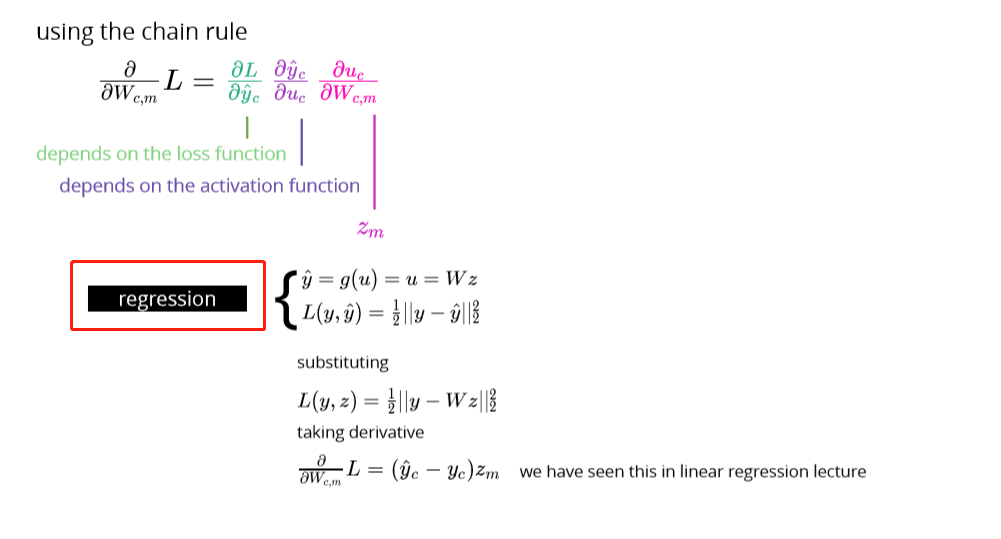 using the chain rule
∂/∂W_{c,m} L = ∂L/∂ŷ_c ∂ŷ_c/∂u_c ∂u_c/∂W_{c,m}
depends on the loss function
depends on the activation function
z_m
regression
{ ŷ = g(u) = u = Wz
L(y, ŷ) = 1/2 ||y − ŷ||₂²
substituting
L(y, z) = 1/2 ||y − Wz||₂²
taking derivative
∂/∂W_{c,m} L = (ŷ_c − y_c)z_m we have seen this in linear regression lecture